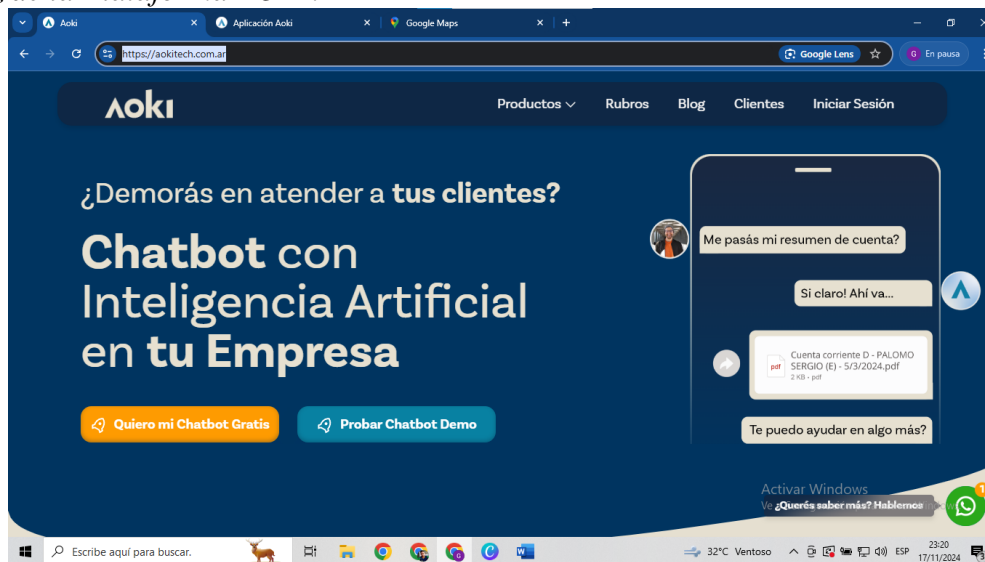 Aoki
Aplicación Aoki
Google Maps
https://aokitech.com.ar
Google Lens
G
En pausa
Aoki
Productos
Rubros
Blog
Clientes
Iniciar Sesión
¿Demorás en atender a tus clientes?
Chatbot con
Inteligencia Artificial
en tu Empresa
Quiero mi Chatbot Gratis
Probar Chatbot Demo
Me pasás mi resumen de cuenta?
Si claro! Ahí va...
pdf
Cuenta corriente D - PALOMO
SERGIO (E) - 5/3/2024.pdf
2 KB - pdf
Te puedo ayudar en algo más?
Activar Windows
Ve
¿Querés saber más? Hablemos
1
Escribe aquí para buscar.
32°C Ventoso
ESP
23:20
17/11/2024